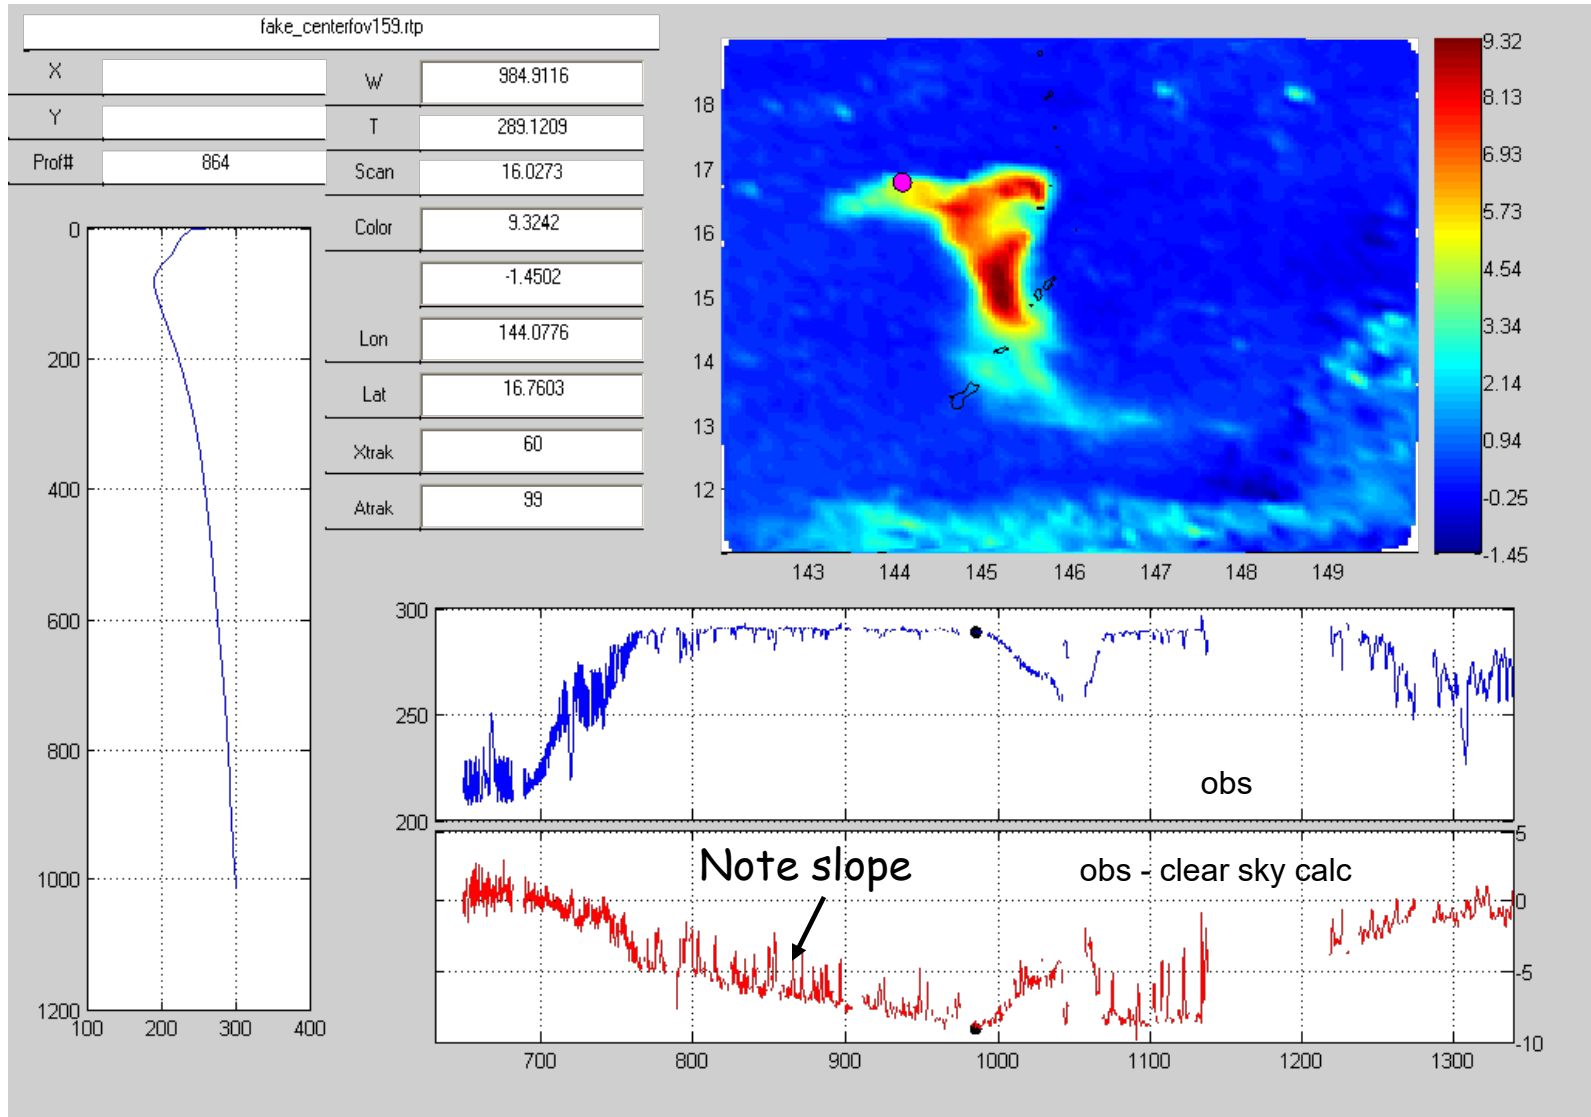 fake_centerfov159.rtp
X
Y
Prof# 864
W 984.9116
T 289.1209
Scan 16.0273
Color 9.3242
-1.4502
Lon 144.0776
Lat 16.7603
Xtrak 60
Atrak 99
0
200
400
600
800
1000
1200
100 200 300 400
18
17
16
15
14
13
12
143 144 145 146 147 148 149
9.32
8.13
6.93
5.73
4.54
3.34
2.14
0.94
-0.25
-1.45
300
250
200
obs
Note slope
obs - clear sky calc
5
0
-5
-10
700 800 900 1000 1100 1200 1300